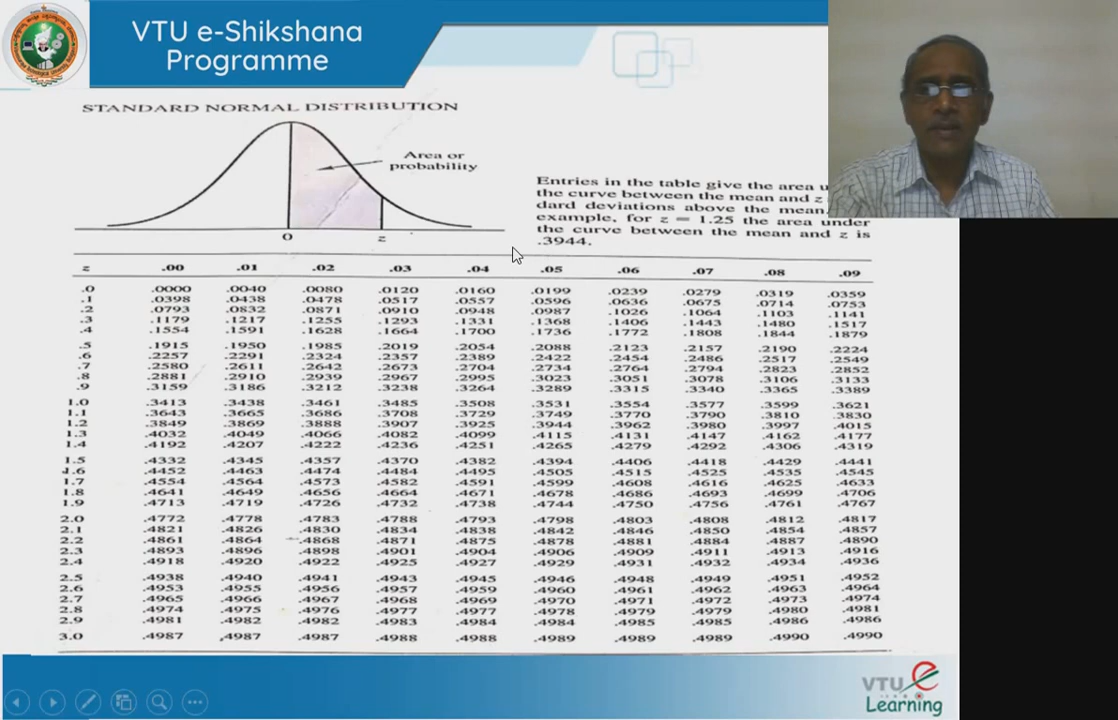 VTU e-Shikshana
Programme
STANDARD NORMAL DISTRIBUTION
Area or
probability
0
z
Entries in the table give the area
the curve between the mean and z
dard deviations above the mean
example, for z = 1.25 the area under
the curve between the mean and z is
.3944.
z .00 .01 .02 .03 .04 .05 .06 .07 .08 .09
.0 .0000 .0040 .0080 .0120 .0160 .0199 .0239 .0279 .0319 .0359
.1 .0398 .0438 .0478 .0517 .0557 .0596 .0636 .0675 .0714 .0753
.2 .0793 .0832 .0871 .0910 .0948 .0987 .1026 .1064 .1103 .1141
.3 .1179 .1217 .1255 .1293 .1331 .1368 .1406 .1443 .1480 .1517
.4 .1554 .1591 .1628 .1664 .1700 .1736 .1772 .1808 .1844 .1879
.5 .1915 .1950 .1985 .2019 .2054 .2088 .2123 .2157 .2190 .2224
.6 .2257 .2291 .2324 .2357 .2389 .2422 .2454 .2486 .2517 .2549
.7 .2580 .2611 .2642 .2673 .2704 .2734 .2764 .2794 .2823 .2852
.8 .2881 .2910 .2939 .2967 .2995 .3023 .3051 .3078 .3106 .3133
.9 .3159 .3186 .3212 .3238 .3264 .3289 .3315 .3340 .3365 .3389
1.0 .3413 .3438 .3461 .3485 .3508 .3531 .3554 .3577 .3599 .3621
1.1 .3643 .3665 .3686 .3708 .3729 .3749 .3770 .3790 .3810 .3830
1.2 .3849 .3869 .3888 .3907 .3925 .3944 .3962 .3980 .3997 .4015
1.3 .4032 .4049 .4066 .4082 .4099 .4115 .4131 .4147 .4162 .4177
1.4 .4192 .4207 .4222 .4236 .4251 .4265 .4279 .4292 .4306 .4319
1.5 .4332 .4345 .4357 .4370 .4382 .4394 .4406 .4418 .4429 .4441
1.6 .4452 .4463 .4474 .4484 .4495 .4505 .4515 .4525 .4535 .4545
1.7 .4554 .4564 .4573 .4582 .4591 .4599 .4608 .4616 .4625 .4633
1.8 .4641 .4649 .4656 .4664 .4671 .4678 .4686 .4693 .4699 .4706
1.9 .4713 .4719 .4726 .4732 .4738 .4744 .4750 .4756 .4761 .4767
2.0 .4772 .4778 .4783 .4788 .4793 .4798 .4803 .4808 .4812 .4817
2.1 .4821 .4826 .4830 .4834 .4838 .4842 .4846 .4850 .4854 .4857
2.2 .4861 .4864 .4868 .4871 .4875 .4878 .4881 .4884 .4887 .4890
2.3 .4893 .4896 .4898 .4901 .4904 .4906 .4909 .4911 .4913 .4916
2.4 .4918 .4920 .4922 .4925 .4927 .4929 .4931 .4932 .4934 .4936
2.5 .4938 .4940 .4941 .4943 .4945 .4946 .4948 .4949 .4951 .4952
2.6 .4953 .4955 .4956 .4957 .4959 .4960 .4961 .4962 .4963 .4964
2.7 .4965 .4966 .4967 .4968 .4969 .4970 .4971 .4972 .4973 .4974
2.8 .4974 .4975 .4976 .4977 .4977 .4978 .4979 .4979 .4980 .4981
2.9 .4981 .4982 .4982 .4983 .4984 .4984 .4985 .4985 .4986 .4986
3.0 .4987 .4987 .4987 .4988 .4988 .4989 .4989 .4989 .4990 .4990
VTU e
Learning